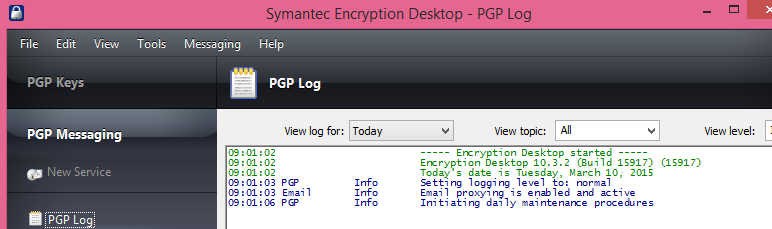 Symantec Encryption Desktop - PGP Log
File Edit View Tools Messaging Help
PGP Keys
PGP Log
View log for: Today View topic: All View level:
PGP Messaging
New Service
PGP Log
09:01:02 ----- Encryption Desktop started -----
09:01:02 Encryption Desktop 10.3.2 (Build 15917) (15917)
09:01:02 Today's date is Tuesday, March 10, 2015
09:01:03 PGP Info Setting logging level to: normal
09:01:03 Email Info Email proxying is enabled and active
09:01:06 PGP Info Initiating daily maintenance procedures